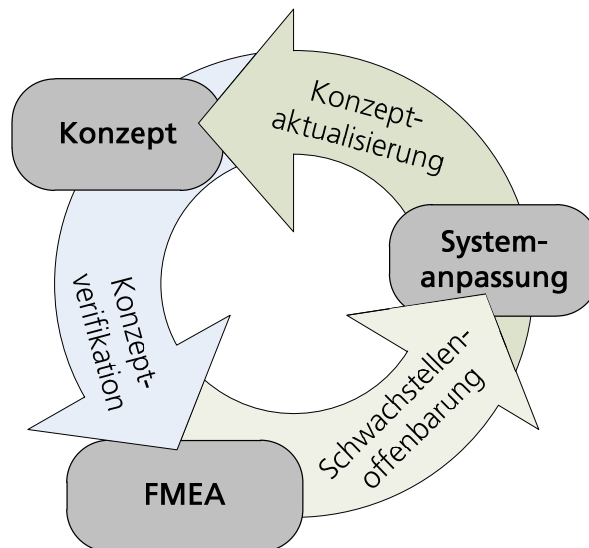 Konzept-
aktualisierung
Konzept
System-
anpassung
Konzept-
verifikation
Schwachstellen-
offenbarung
FMEA